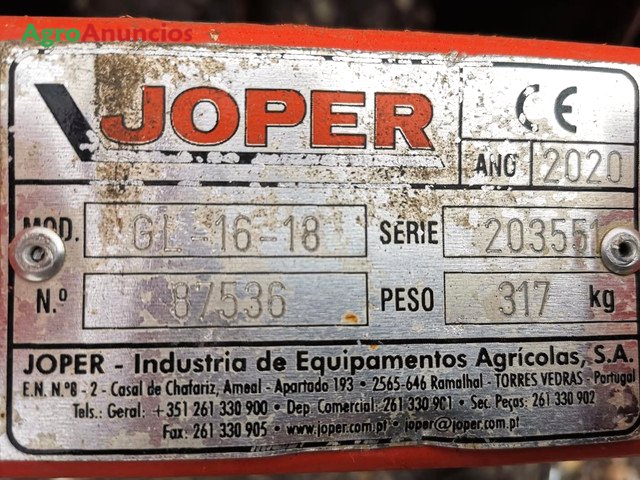 AgroAnuncios
JOPER
CE
ANO 2020
MOD. GL-16-18 SÉRIE 203551
N.º 87536 PESO 317 kg
JOPER - Industria de Equipamentos Agrícolas, S.A.
E.N. N.º8 - 2 - Casal de Chafariz, Ameal - Apartado 193 • 2565-646 Ramalhal - TORRES VEDRAS - Portugal
Tels.: Geral: +351 261 330 900 • Dep. Comercial: 261 330 901 • Sec. Peças: 261 330 902
Fax: 261 330 905 • www.joper.com.pt • joper@joper.com.pt